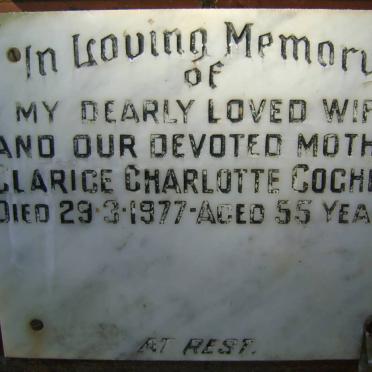 In Loving Memory
of
MY DEARLY LOVED WIF
AND OUR DEVOTED MOTH
CLARICE CHARLOTTE COCH
DIED 29-3-1977-AGED 55 YEA
AT REST.